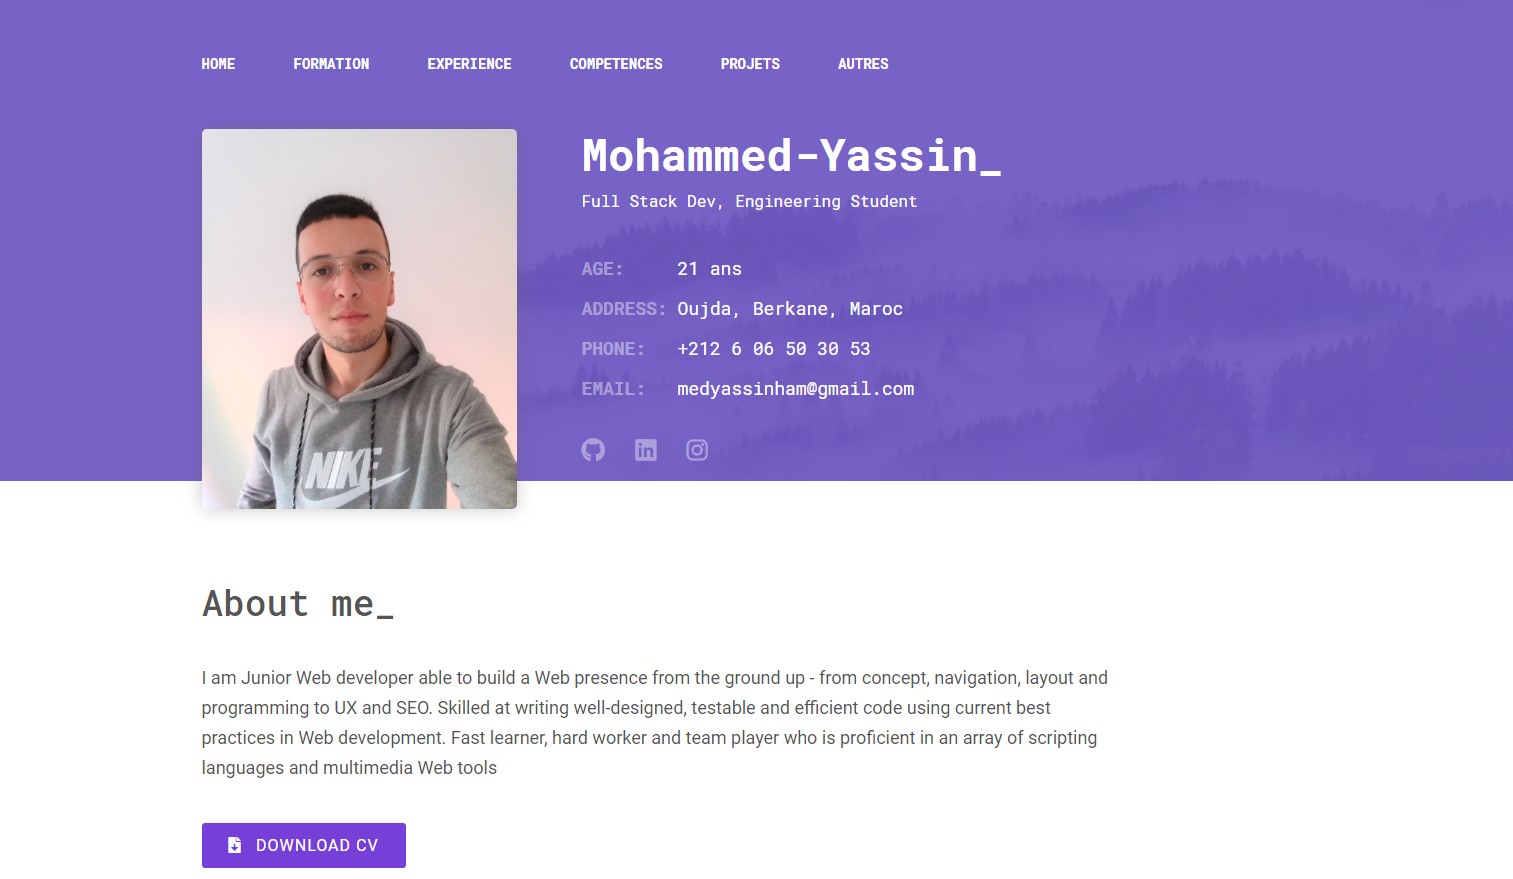 HOME FORMATION EXPERIENCE COMPETENCES PROJETS AUTRES
Mohammed-Yassin_
Full Stack Dev, Engineering Student
AGE: 21 ans
ADDRESS: Oujda, Berkane, Maroc
PHONE: +212 6 06 50 30 53
EMAIL: medyassinham@gmail.com
NIKE
About me_
I am Junior Web developer able to build a Web presence from the ground up - from concept, navigation, layout and
programming to UX and SEO. Skilled at writing well-designed, testable and efficient code using current best
practices in Web development. Fast learner, hard worker and team player who is proficient in an array of scripting
languages and multimedia Web tools
DOWNLOAD CV